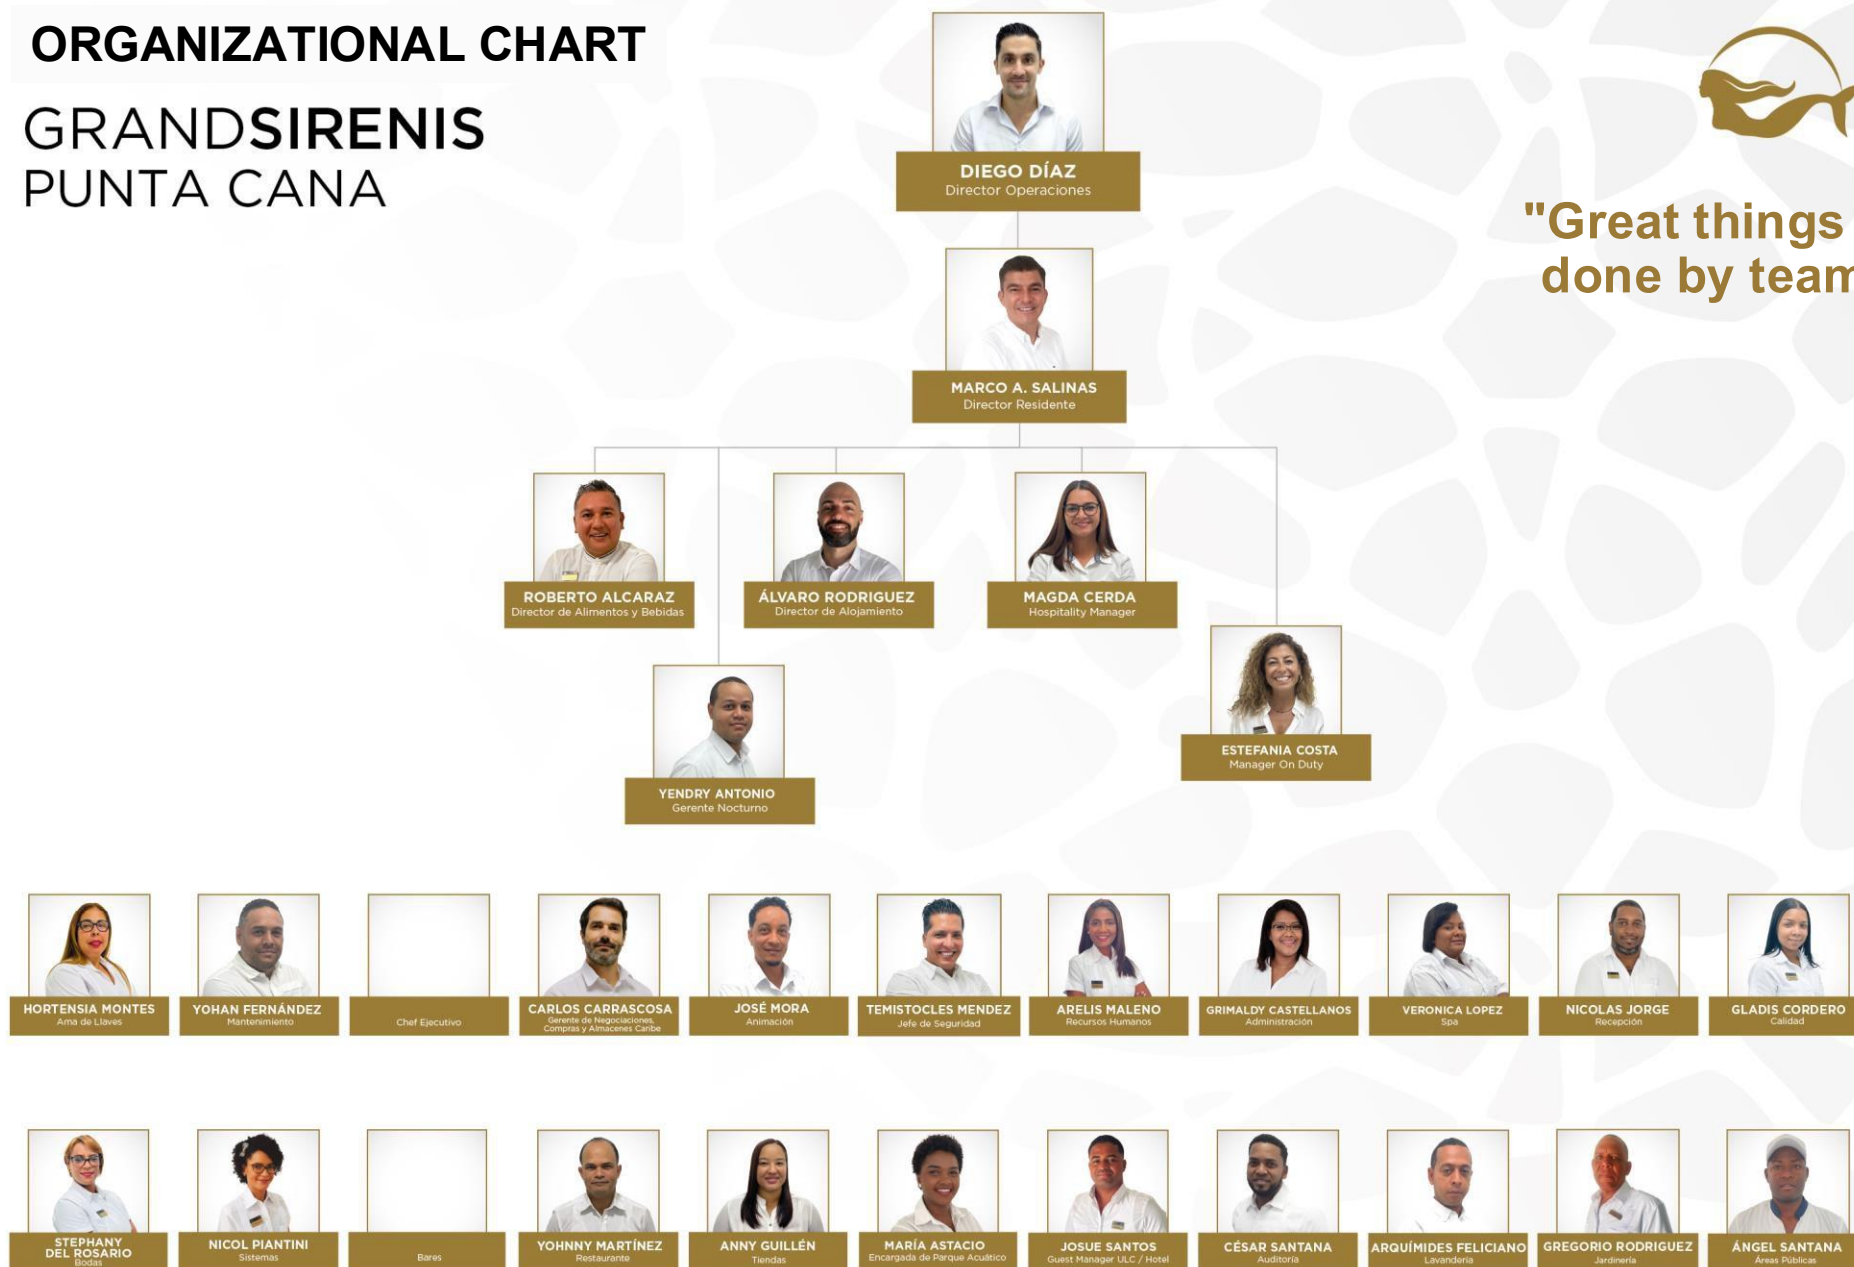 ORGANIZATIONAL CHART
GRANDSIRENIS
PUNTA CANA
"Great things
done by team
DIEGO DÍAZ
Director Operaciones
MARCO A. SALINAS
Director Residente
ROBERTO ALCARAZ
Director de Alimentos y Bebidas
ÁLVARO RODRIGUEZ
Director de Alojamiento
MAGDA CERDA
Hospitality Manager
YENDRY ANTONIO
Gerente Nocturno
ESTEFANIA COSTA
Manager On Duty
HORTENSIA MONTES
Ama de Llaves
YOHAN FERNÁNDEZ
Mantenimiento
Chef Ejecutivo
CARLOS CARRASCOSA
Gerente de Negociaciones,
Compras y Almacenes Caribe
JOSÉ MORA
Animación
TEMISTOCLES MENDEZ
Jefe de Seguridad
ARELIS MALENO
Recursos Humanos
GRIMALDY CASTELLANOS
Administración
VERONICA LOPEZ
Spa
NICOLAS JORGE
Recepción
GLADIS CORDERO
Calidad
STEPHANY
DEL ROSARIO
Bodas
NICOL PIANTINI
Sistemas
Bares
YOHNNY MARTÍNEZ
Restaurante
ANNY GUILLÉN
Tiendas
MARÍA ASTACIO
Encargada de Parque Acuático
JOSUE SANTOS
Guest Manager ULC / Hotel
CÉSAR SANTANA
Auditoría
ARQUÍMIDES FELICIANO
Lavandería
GREGORIO RODRIGUEZ
Jardinería
ÁNGEL SANTANA
Áreas Públicas